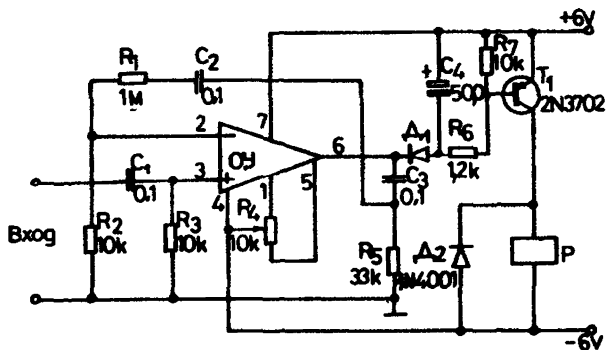 +6V
R1
1M
C2
0,1
7
C4
+
50µ
R7
10k
T1
2N3702
2
−
ОУ
3
+
4
1
5
6
Д1
R6
1,2k
C1
0,1
C3
0,1
Вход
R2
10k
R3
10k
R4
10k
R5
33k
Д2
1N4001
P
-6V